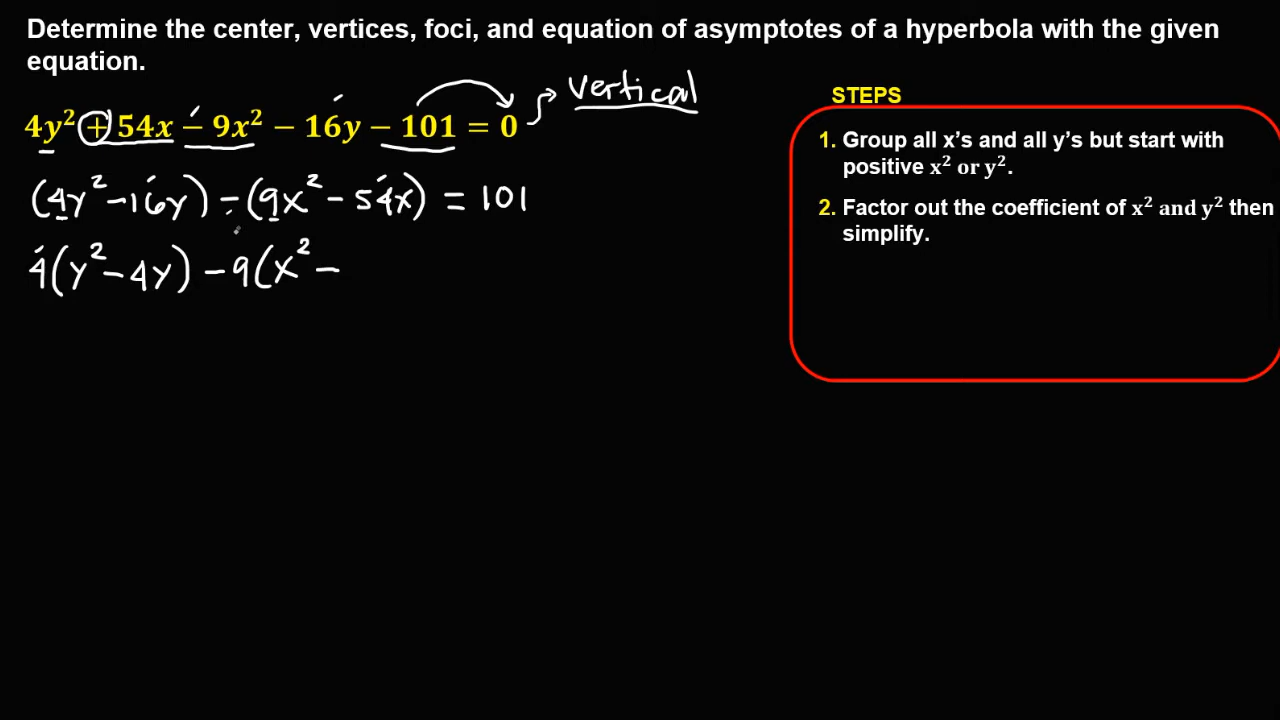 Determine the center, vertices, foci, and equation of asymptotes of a hyperbola with the given
equation.
4y² + 54x − 9x² − 16y − 101 = 0
vertical
(4y² − 16y) − (9x² − 54x) = 101
4(y² − 4y) − 9(x² −
STEPS
1. Group all x's and all y's but start with
positive x² or y².
2. Factor out the coefficient of x² and y² then
simplify.